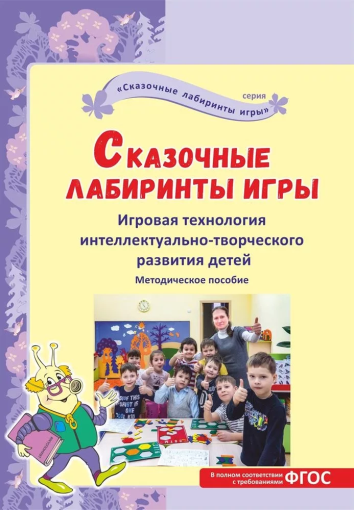 «Сказочные лабиринты игры»
серия
Сказочные
лабиринты игры
Игровая технология
интеллектуально-творческого
развития детей
Методическое пособие
В полном соответствии
с требованиями
ФГОС